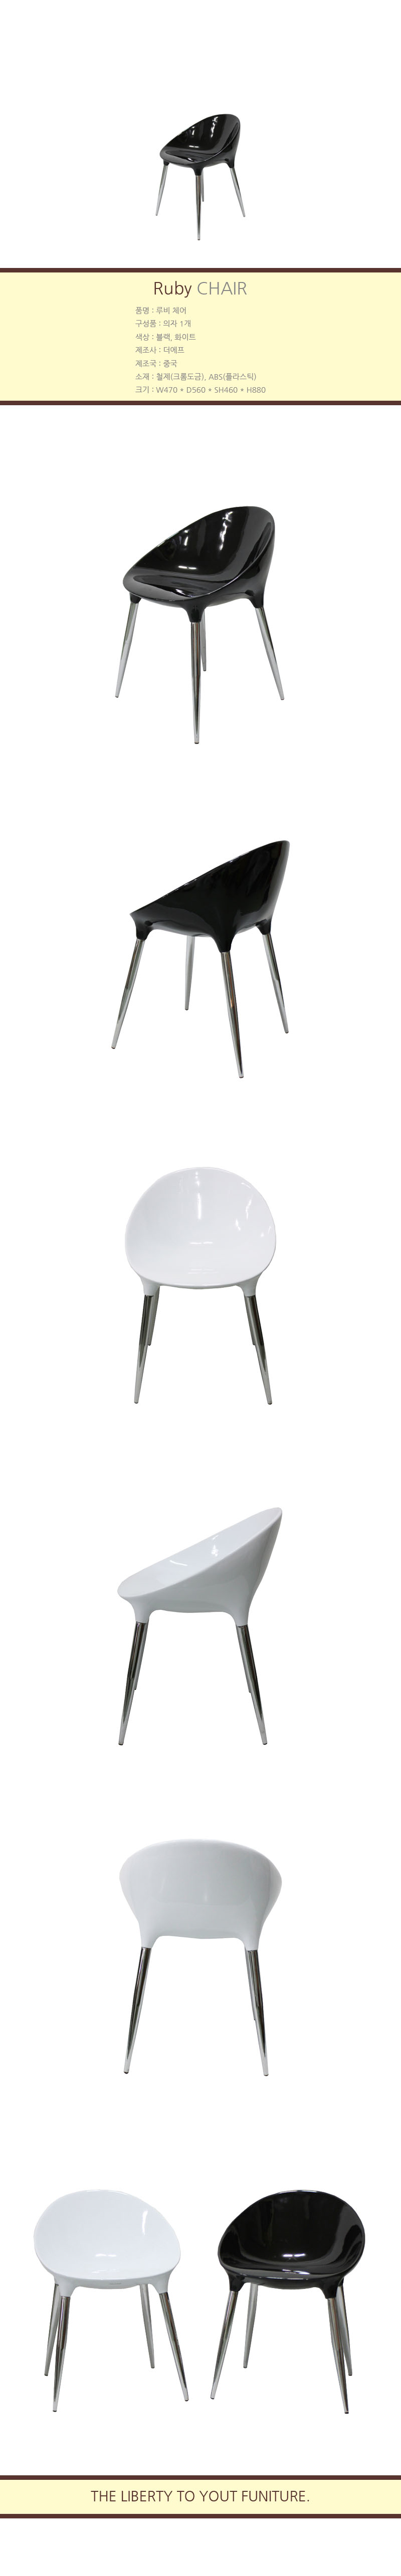 Ruby CHAIR
품명 : 루비 체어
구성품 : 의자 1개
색상 : 블랙, 화이트
제조사 : 더에프
제조국 : 중국
소재 : 철제(크롬도금), ABS(플라스틱)
크기 : W470 * D560 * SH460 * H880
THE LIBERTY TO YOUT FUNITURE.